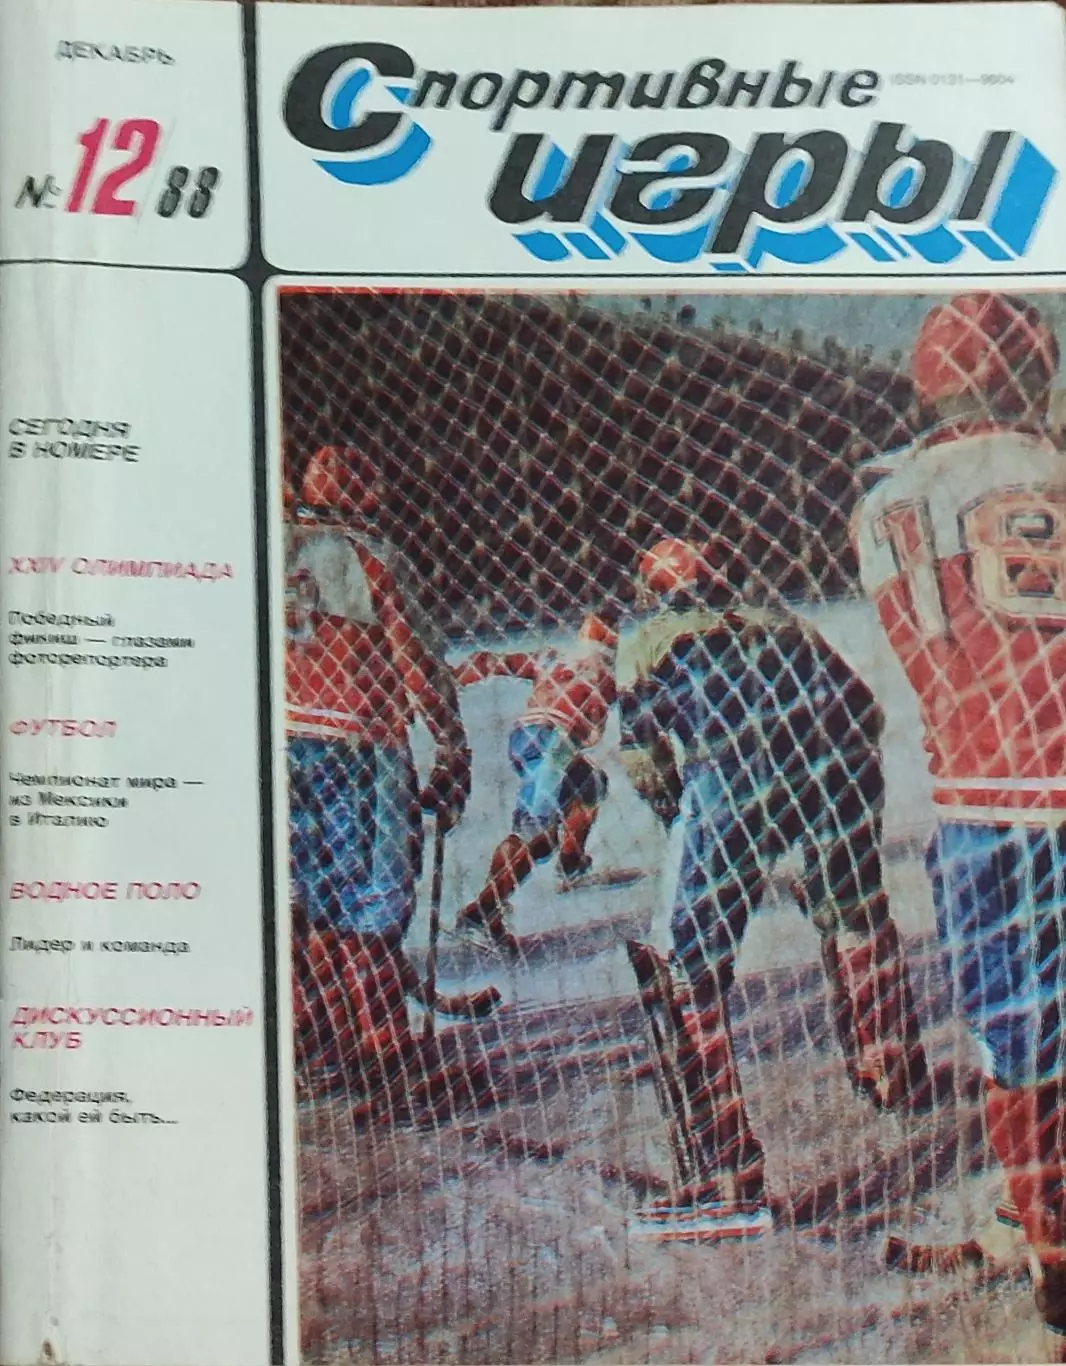 ДЕКАБРЬ
№ 12/88
Спортивные
игры
ISSN 0131—9604
СЕГОДНЯ
В НОМЕРЕ
XXIV ОЛИМПИАДА
Победный
финиш — глазами
фоторепортера
ФУТБОЛ
Чемпионат мира —
из Мексики
в Италию
ВОДНОЕ ПОЛО
Лидер и команда
ДИСКУССИОННЫЙ
КЛУБ
Федерация,
какой ей быть...
18